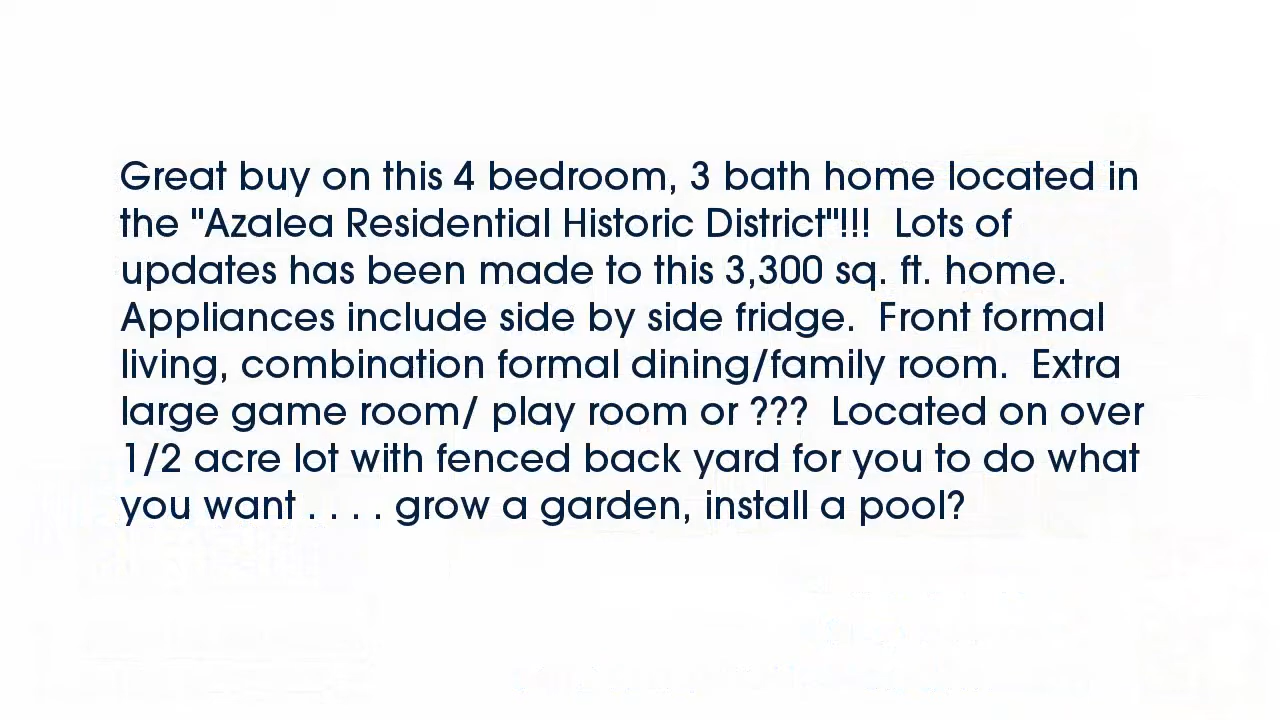 Great buy on this 4 bedroom, 3 bath home located in
the "Azalea Residential Historic District"!!!  Lots of
updates has been made to this 3,300 sq. ft. home.
Appliances include side by side fridge.  Front formal
living, combination formal dining/family room.  Extra
large game room/ play room or ???  Located on over
1/2 acre lot with fenced back yard for you to do what
you want . . . . grow a garden, install a pool?